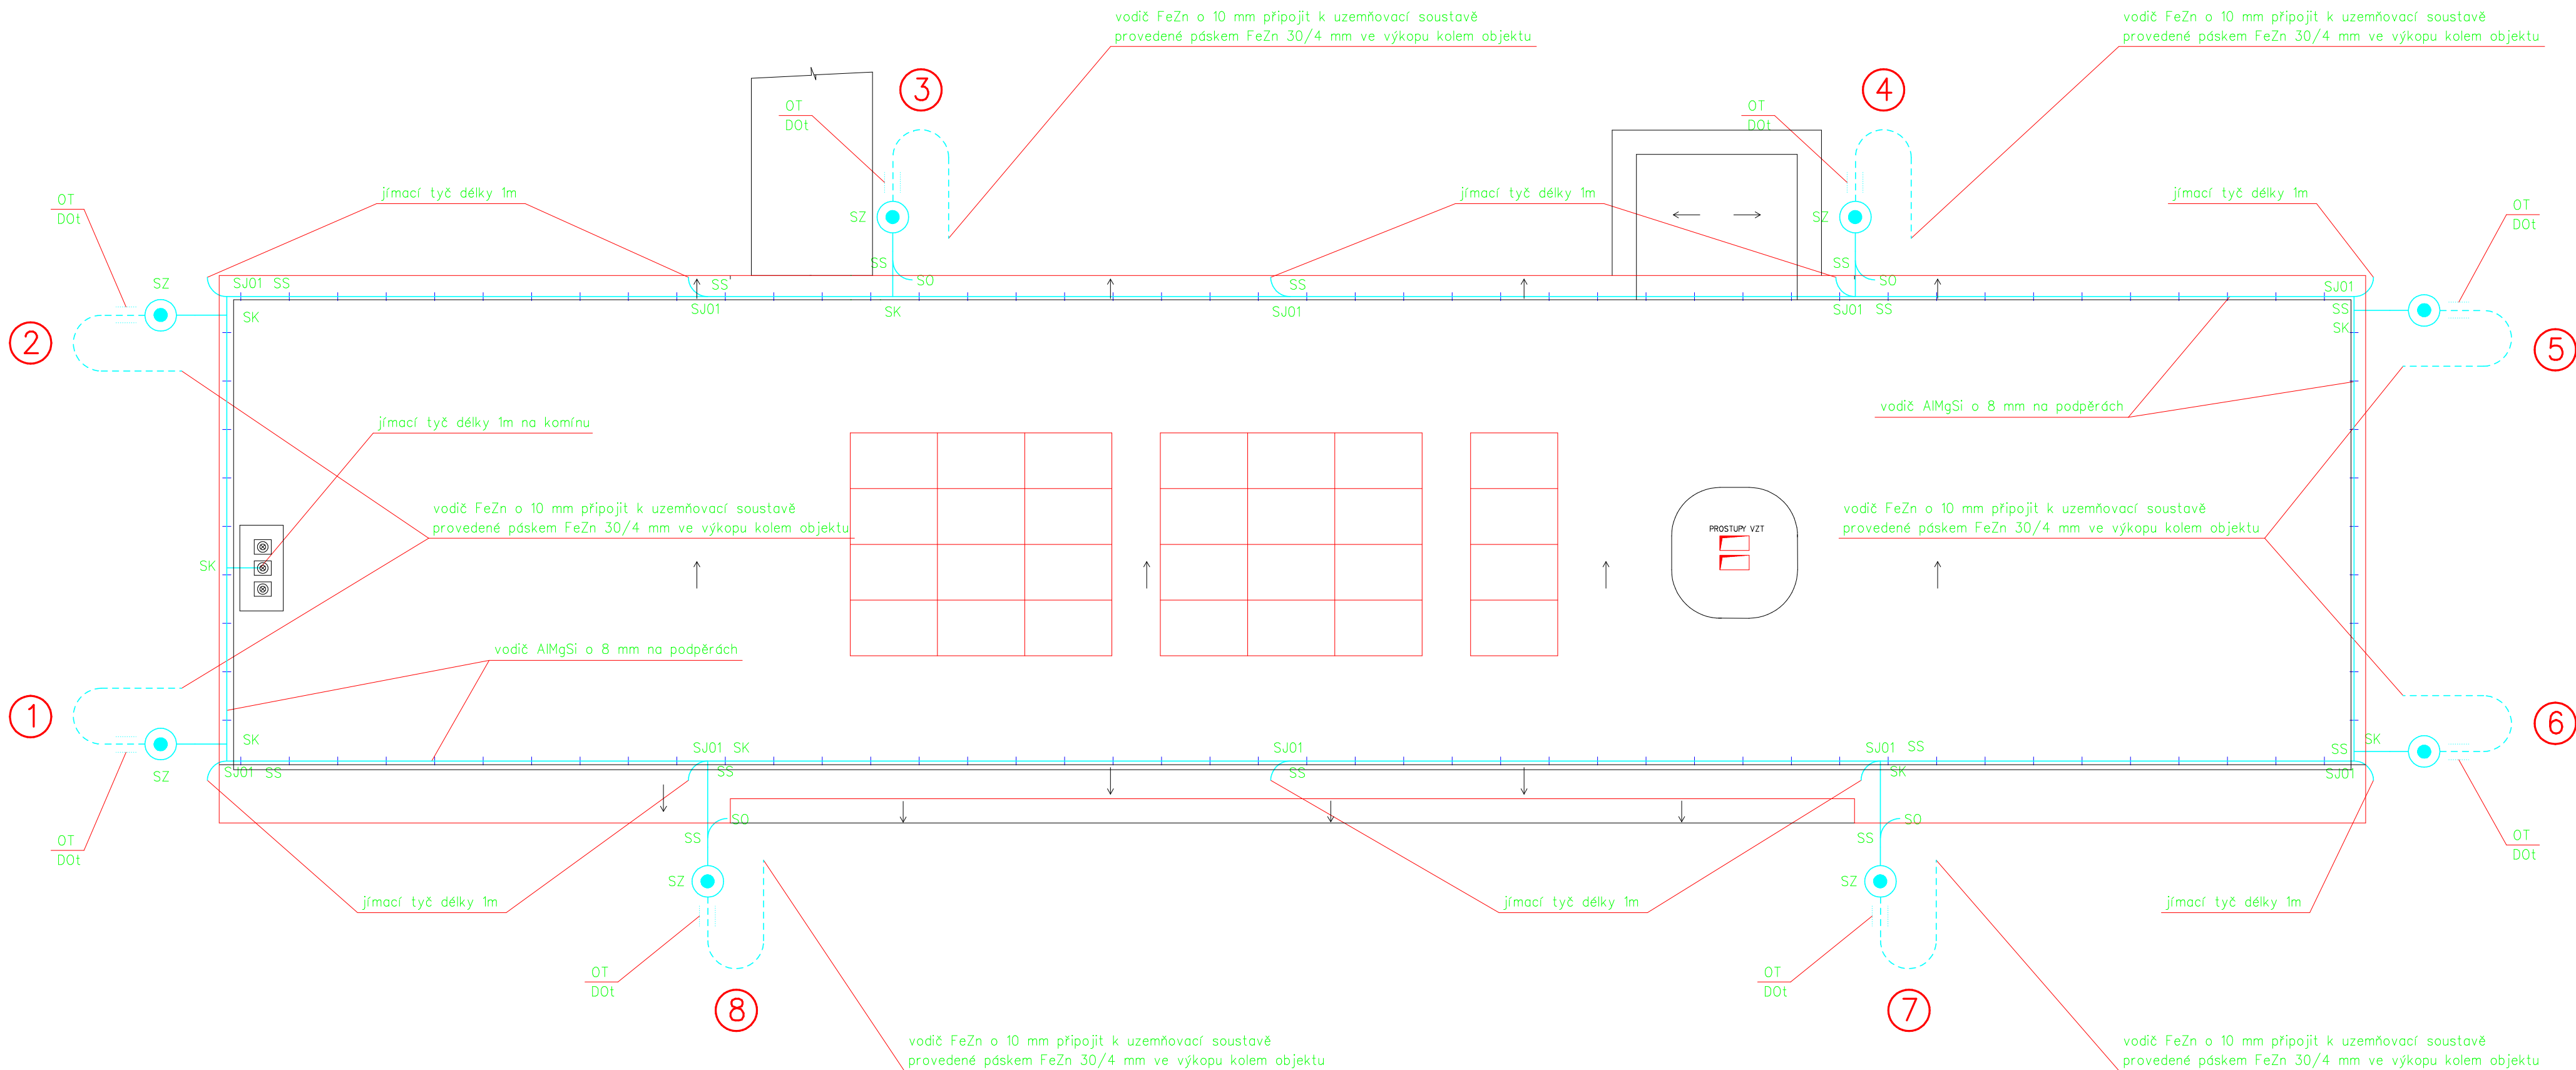 vodič FeZn o 10 mm připojit k uzemňovací soustavě
provedené páskem FeZn 30/4 mm ve výkopu kolem objektu
vodič FeZn o 10 mm připojit k uzemňovací soustavě
provedené páskem FeZn 30/4 mm ve výkopu kolem objektu
3
4
OT
DOt
OT
DOt
jímací tyč délky 1m
jímací tyč délky 1m
jímací tyč délky 1m
OT
DOt
OT
DOt
SZ
SZ
SZ
SS
SO
SS
SO
SJ01 SS
SS
SS
SJ01
SK
SJ01
SK
SJ01
SJ01 SS
SS
SK
2
5
jímací tyč délky 1m na komínu
vodič AlMgSi o 8 mm na podpěrách
vodič FeZn o 10 mm připojit k uzemňovací soustavě
provedené páskem FeZn 30/4 mm ve výkopu kolem objektu
vodič FeZn o 10 mm připojit k uzemňovací soustavě
provedené páskem FeZn 30/4 mm ve výkopu kolem objektu
PROSTUPY VZT
SK
vodič AlMgSi o 8 mm na podpěrách
1
6
SK
SJ01 SK
SJ01
SJ01 SS
SK
SS
SZ
SJ01 SS
SS
SS
SK
SJ01
SO
SO
SS
SS
OT
DOt
OT
DOt
SZ
SZ
jímací tyč délky 1m
jímací tyč délky 1m
jímací tyč délky 1m
OT
DOt
OT
DOt
8
7
vodič FeZn o 10 mm připojit k uzemňovací soustavě
provedené páskem FeZn 30/4 mm ve výkopu kolem objektu
vodič FeZn o 10 mm připojit k uzemňovací soustavě
provedené páskem FeZn 30/4 mm ve výkopu kolem objektu